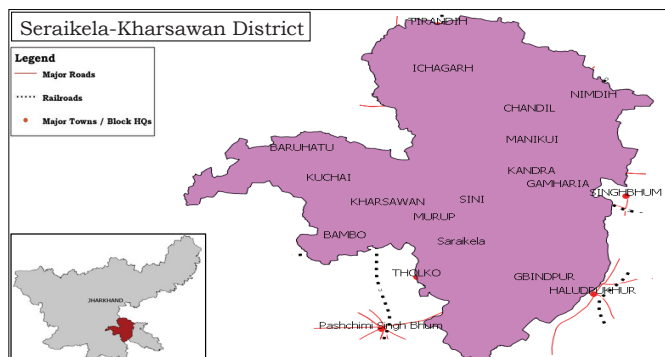 Seraikela-Kharsawan District
Legend
Major Roads
Railroads
Major Towns / Block HQs
PIRANDIH
ICHAGARH
NIMDIH
CHANDIL
MANIKUI
BARUHATU
KANDRA
KUCHAI
GAMHARIA
SINGHBHUM
KHARSAWAN
SINI
MURUP
BAMBO
Saraikela
THOLKO
GBINDPUR
HALUDPUKHUR
Pashchimi Singh Bhum
JHARKHAND